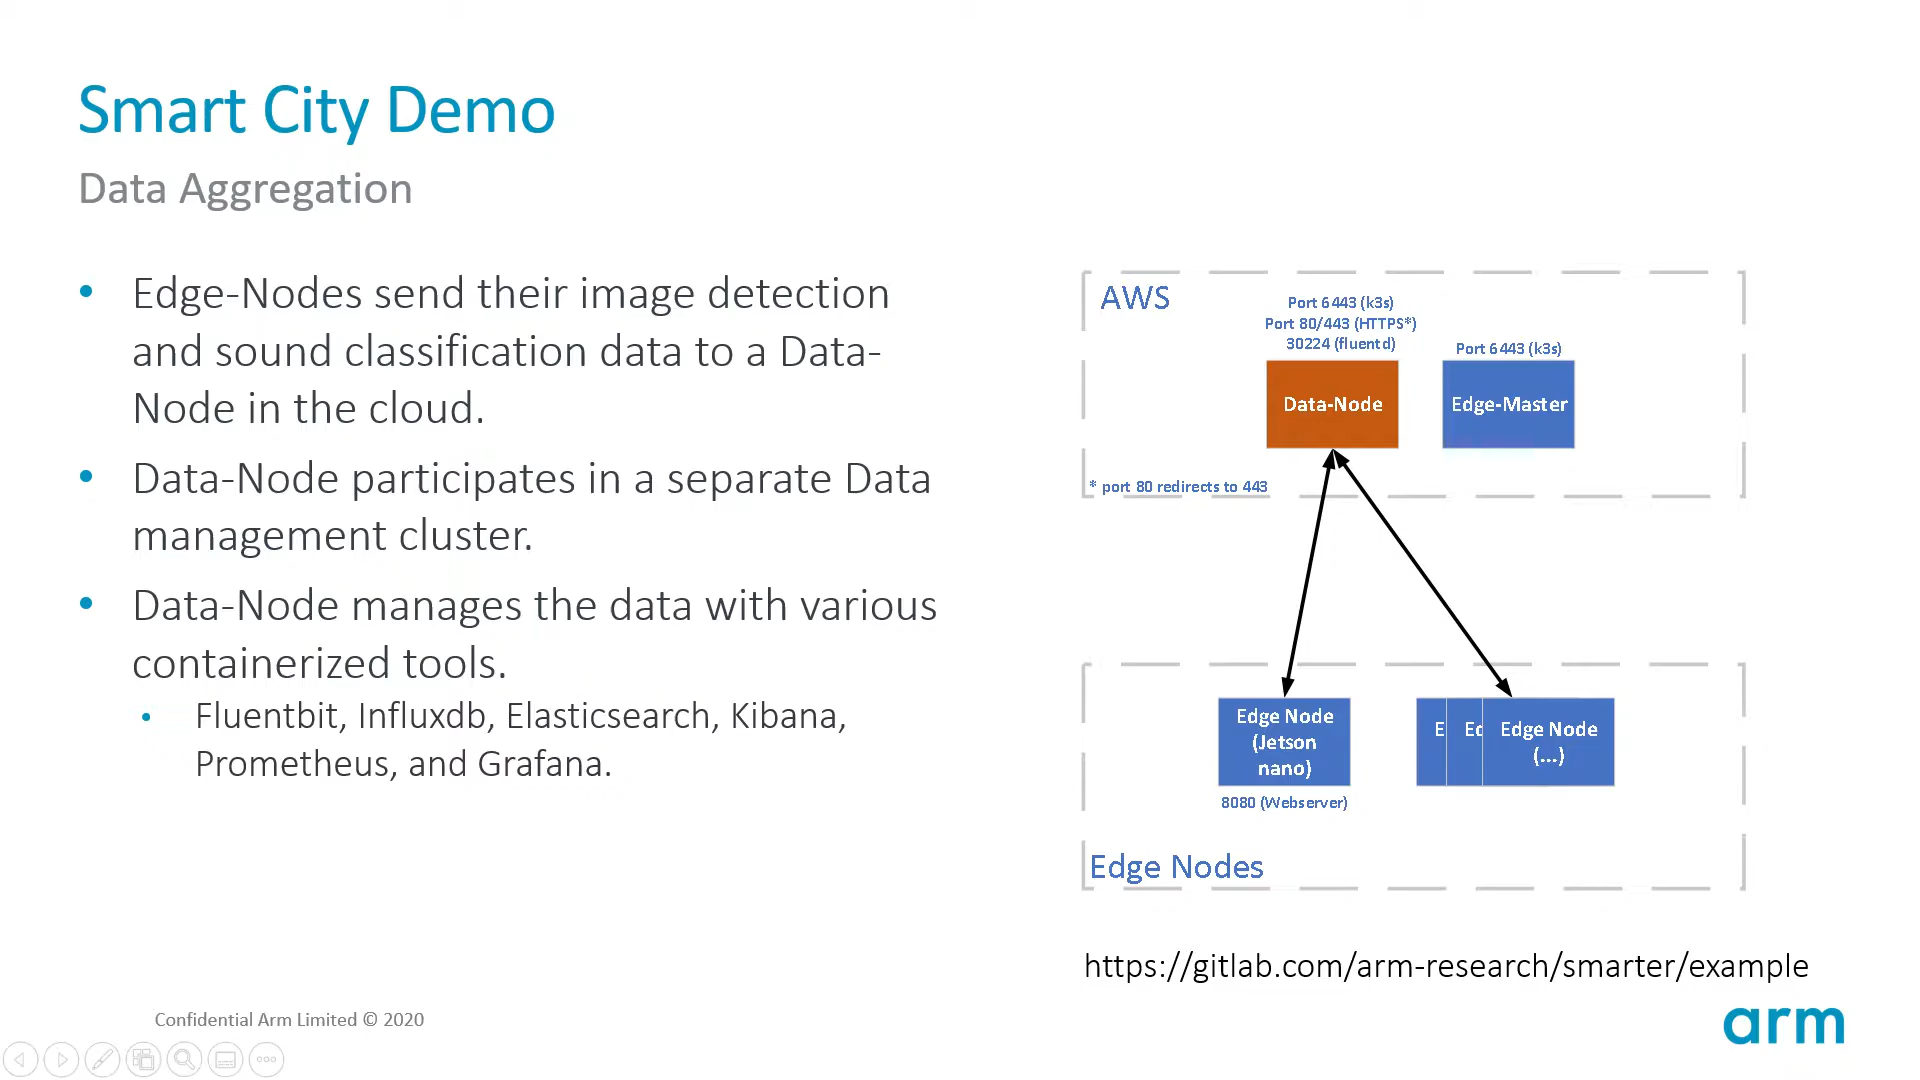 Smart City Demo
Data Aggregation
• Edge-Nodes send their image detection
and sound classification data to a Data-
Node in the cloud.
• Data-Node participates in a separate Data
management cluster.
• Data-Node manages the data with various
containerized tools.
• Fluentbit, Influxdb, Elasticsearch, Kibana,
Prometheus, and Grafana.
AWS
Port 6443 (k3s)
Port 80/443 (HTTPS*)
30224 (fluentd)
Data-Node
Port 6443 (k3s)
Edge-Master
* port 80 redirects to 443
Edge Node
(Jetson
nano)
8080 (Webserver)
E
Ed
Edge Node
(...)
Edge Nodes
https://gitlab.com/arm-research/smarter/example
Confidential Arm Limited © 2020
arm